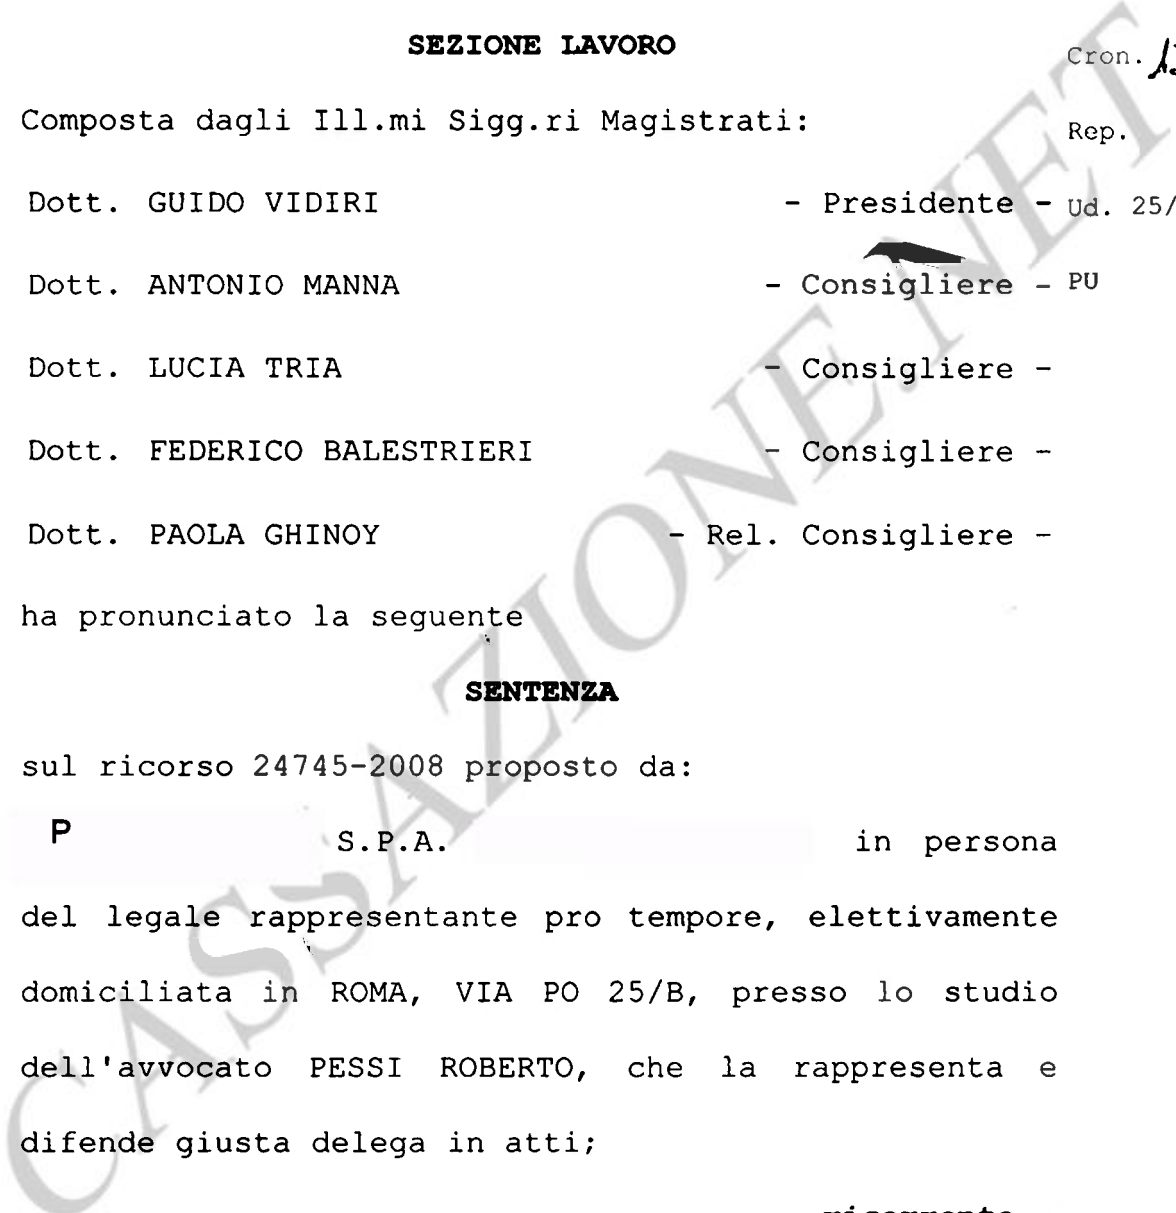 SEZIONE LAVORO
Cron.
Composta dagli Ill.mi Sigg.ri Magistrati:
Rep.
Dott. GUIDO VIDIRI - Presidente - Ud. 25/
Dott. ANTONIO MANNA - Consigliere - PU
Dott. LUCIA TRIA - Consigliere -
Dott. FEDERICO BALESTRIERI - Consigliere -
Dott. PAOLA GHINOY - Rel. Consigliere -
ha pronunciato la seguente
SENTENZA
sul ricorso 24745-2008 proposto da:
P S.P.A. in persona
del legale rappresentante pro tempore, elettivamente
domiciliata in ROMA, VIA PO 25/B, presso lo studio
dell'avvocato PESSI ROBERTO, che la rappresenta e
difende giusta delega in atti;
CASSAZIONE.NET